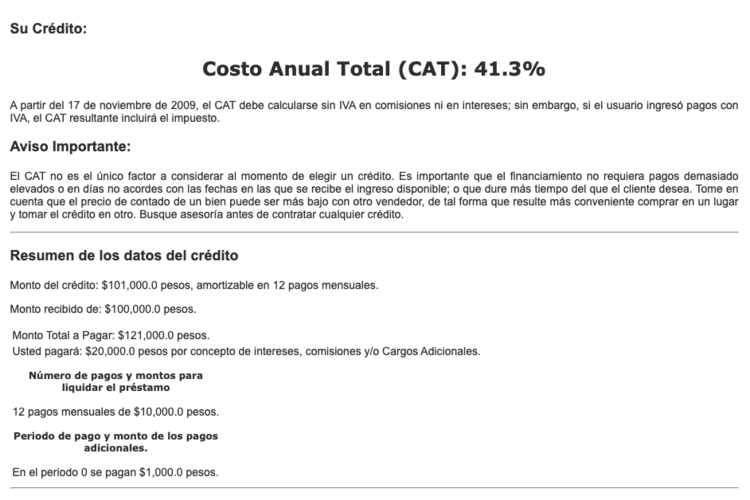 Su Crédito:
Costo Anual Total (CAT): 41.3%
A partir del 17 de noviembre de 2009, el CAT debe calcularse sin IVA en comisiones ni en intereses; sin embargo, si el usuario ingresó pagos con
IVA, el CAT resultante incluirá el impuesto.
Aviso Importante:
El CAT no es el único factor a considerar al momento de elegir un crédito. Es importante que el financiamiento no requiera pagos demasiado
elevados o en días no acordes con las fechas en las que se recibe el ingreso disponible; o que dure más tiempo del que el cliente desea. Tome en
cuenta que el precio de contado de un bien puede ser más bajo con otro vendedor, de tal forma que resulte más conveniente comprar en un lugar
y tomar el crédito en otro. Busque asesoría antes de contratar cualquier crédito.
Resumen de los datos del crédito
Monto del crédito: $101,000.0 pesos, amortizable en 12 pagos mensuales.
Monto recibido de: $100,000.0 pesos.
Monto Total a Pagar: $121,000.0 pesos.
Usted pagará: $20,000.0 pesos por concepto de intereses, comisiones y/o Cargos Adicionales.
Número de pagos y montos para
liquidar el préstamo
12 pagos mensuales de $10,000.0 pesos.
Periodo de pago y monto de los pagos
adicionales.
En el periodo 0 se pagan $1,000.0 pesos.